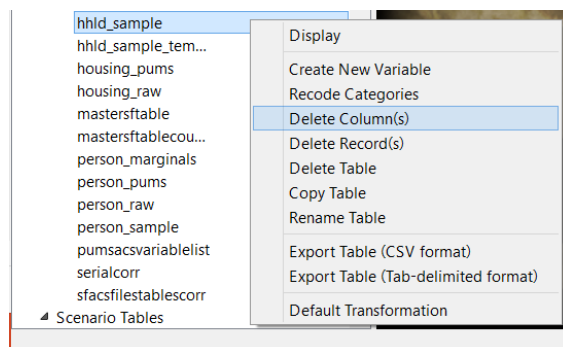 hhld_sample
hhld_sample_tem...
housing_pums
housing_raw
mastersftable
mastersftablecou...
person_marginals
person_pums
person_raw
person_sample
pumsacsvariablelist
serialcorr
sfacsfilestablescorr
Scenario Tables
Display
Create New Variable
Recode Categories
Delete Column(s)
Delete Record(s)
Delete Table
Copy Table
Rename Table
Export Table (CSV format)
Export Table (Tab-delimited format)
Default Transformation